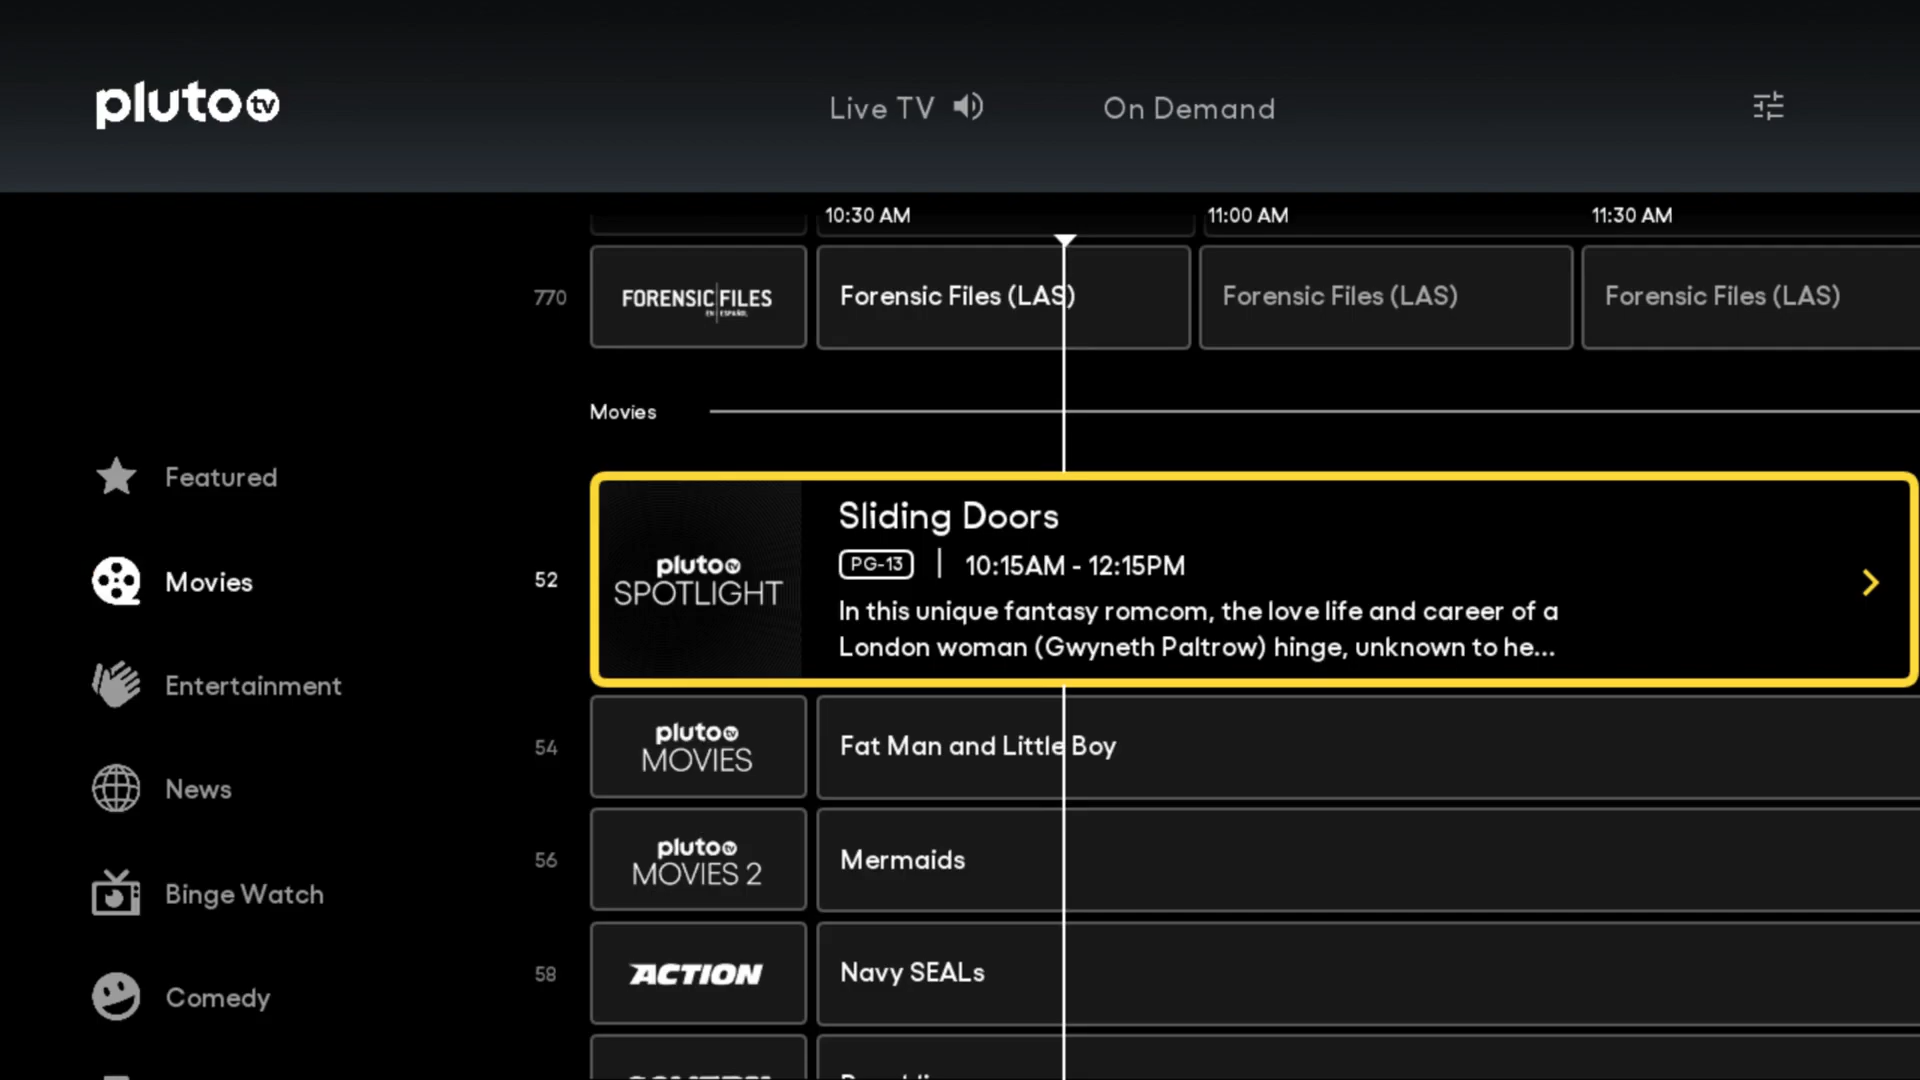 pluto tv
Live TV
On Demand
10:30 AM
11:00 AM
11:30 AM
770
FORENSIC FILES
EN ESPAÑOL
Forensic Files (LAS)
Forensic Files (LAS)
Forensic Files (LAS)
Movies
Featured
Movies
Entertainment
News
Binge Watch
Comedy
52
pluto tv
SPOTLIGHT
Sliding Doors
PG-13
10:15AM - 12:15PM
In this unique fantasy romcom, the love life and career of a
London woman (Gwyneth Paltrow) hinge, unknown to he...
54
pluto tv
MOVIES
Fat Man and Little Boy
56
pluto tv
MOVIES 2
Mermaids
58
ACTION
Navy SEALs